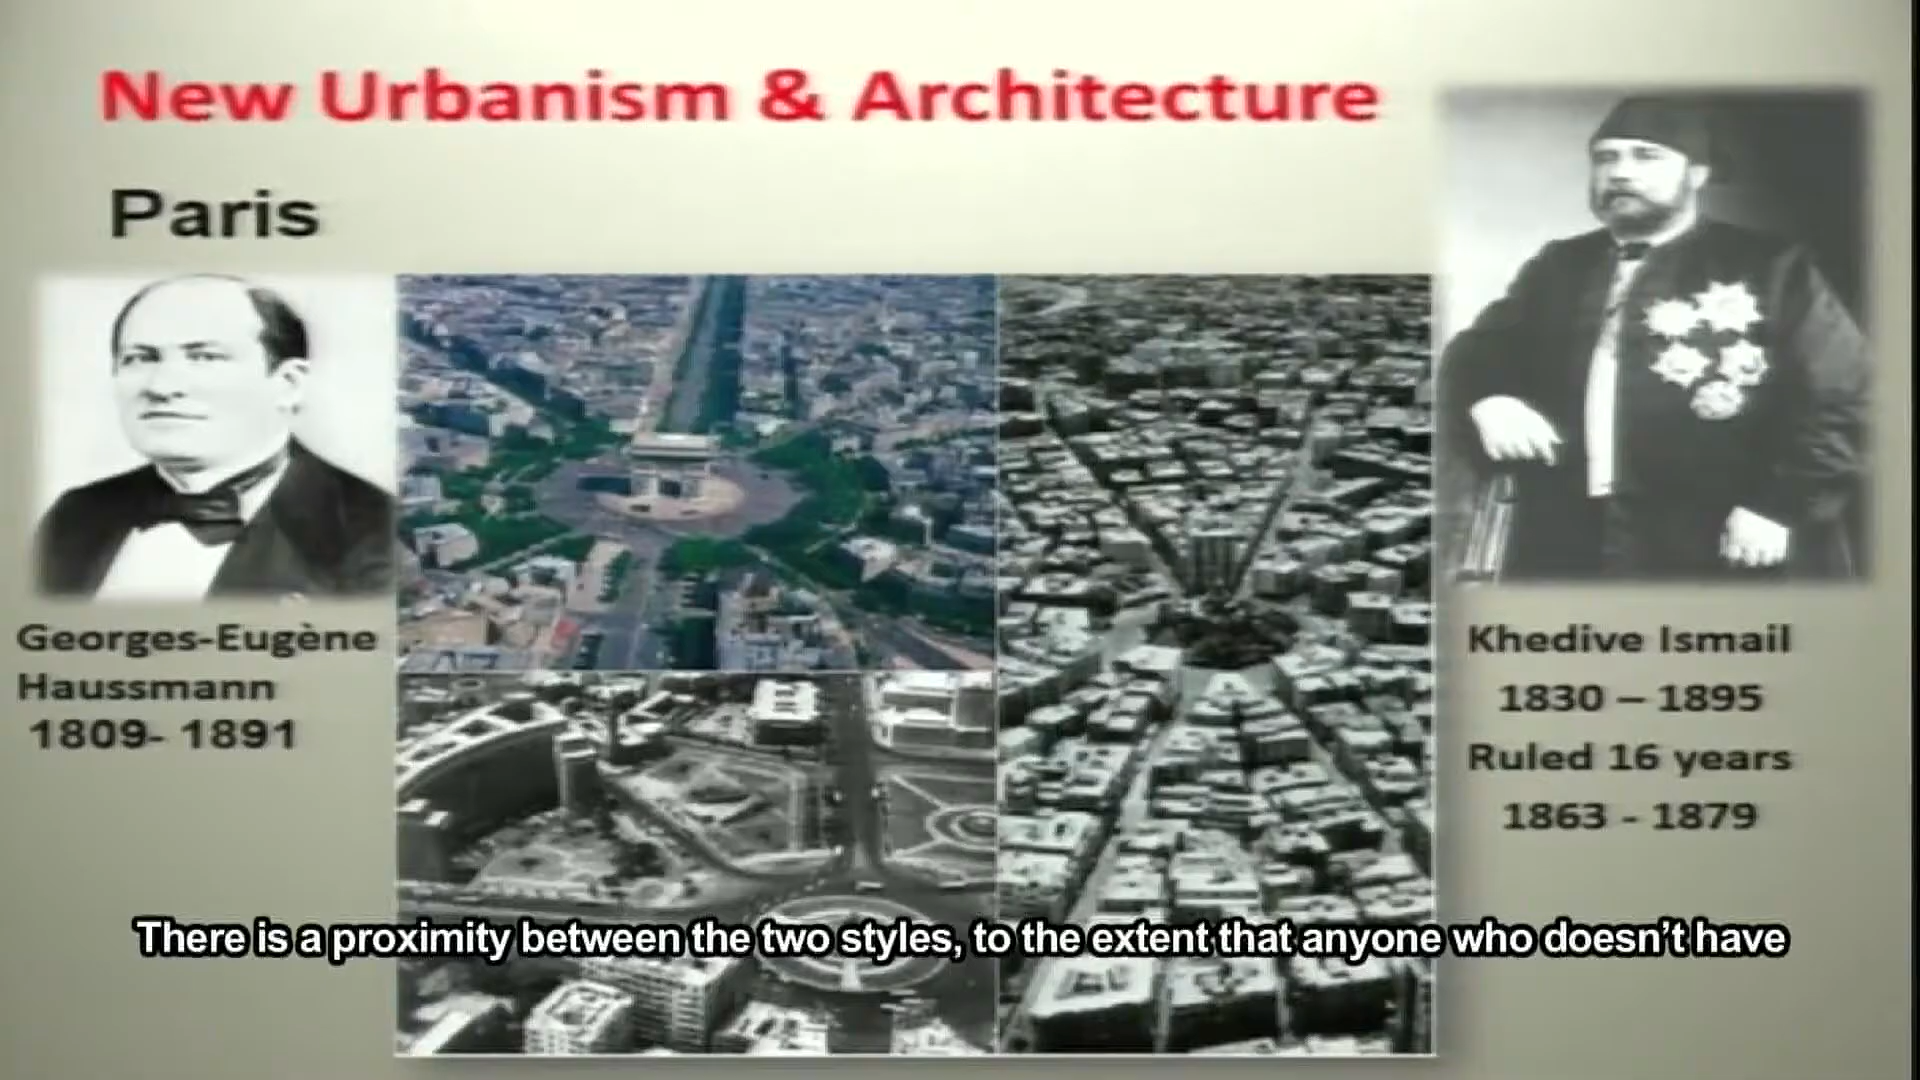 New Urbanism & Architecture
Paris
Georges-Eugène
Haussmann
1809- 1891
Khedive Ismail
1830 – 1895
Ruled 16 years
1863 - 1879
There is a proximity between the two styles, to the extent that anyone who doesn't have